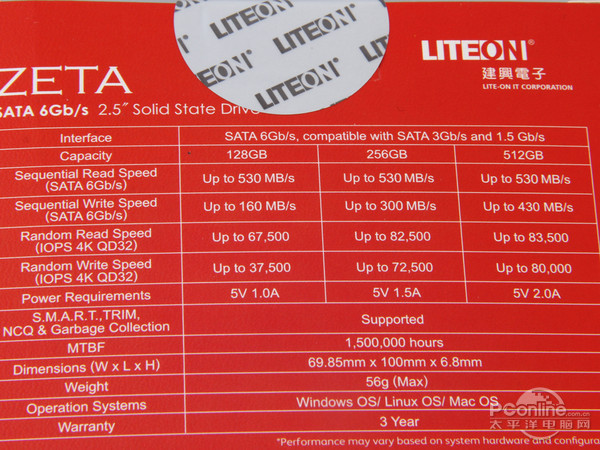 LITEON
LITEON
LITEON
LITEON
LITEON
LITEON®
建興電子
LITE-ON IT CORPORATION
ZETA
SATA 6Gb/s 2.5″ Solid State Drive
Interface SATA 6Gb/s, compatible with SATA 3Gb/s and 1.5 Gb/s
Capacity 128GB 256GB 512GB
Sequential Read Speed
(SATA 6Gb/s) Up to 530 MB/s Up to 530 MB/s Up to 530 MB/s
Sequential Write Speed
(SATA 6Gb/s) Up to 160 MB/s Up to 300 MB/s Up to 430 MB/s
Random Read Speed
(IOPS 4K QD32) Up to 67,500 Up to 82,500 Up to 83,500
Random Write Speed
(IOPS 4K QD32) Up to 37,500 Up to 72,500 Up to 80,000
Power Requirements 5V 1.0A 5V 1.5A 5V 2.0A
S.M.A.R.T.,TRIM,
NCQ & Garbage Collection Supported
MTBF 1,500,000 hours
Dimensions (W x L x H) 69.85mm x 100mm x 6.8mm
Weight 56g (Max)
Operation Systems Windows OS/ Linux OS/ Mac OS
Warranty 3 Year
*Performance may vary based on system hardware and configura
PConline.com.cn
太平洋电脑网